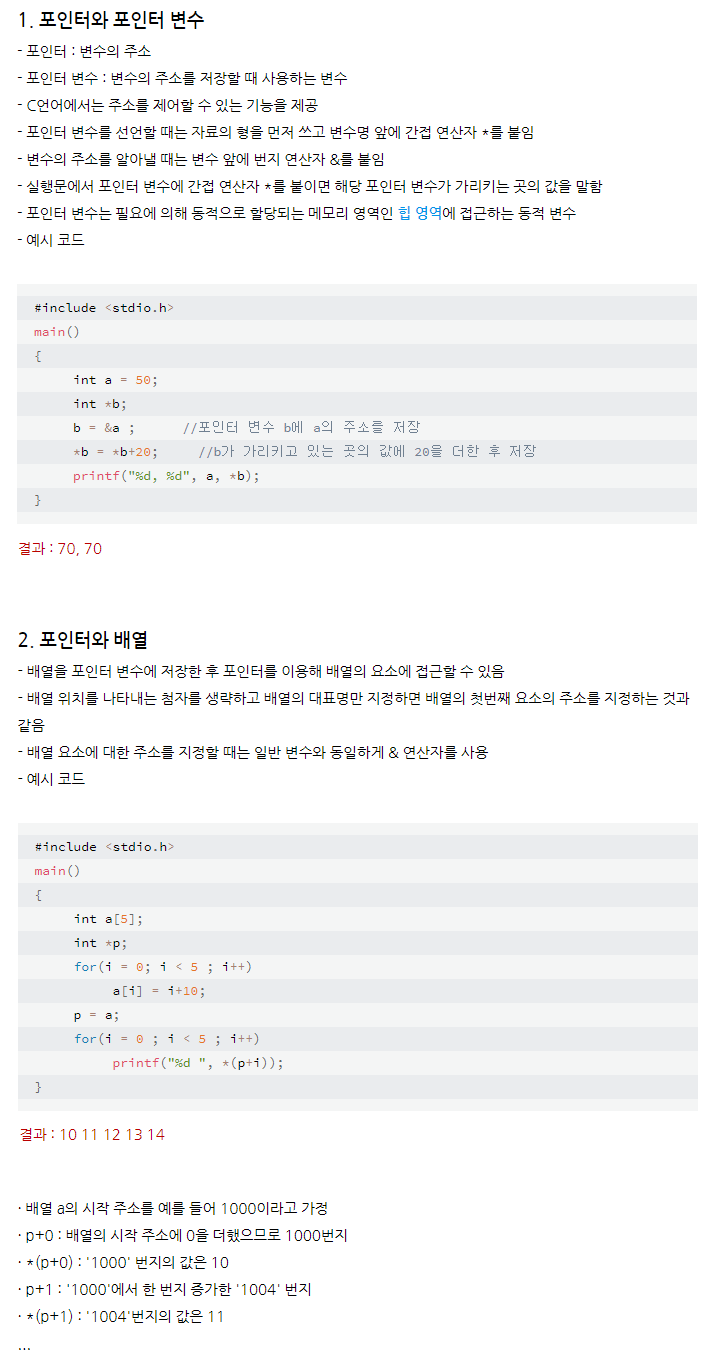 1. 포인터와 포인터 변수
- 포인터 : 변수의 주소
- 포인터 변수 : 변수의 주소를 저장할 때 사용하는 변수
- C언어에서는 주소를 제어할 수 있는 기능을 제공
- 포인터 변수를 선언할 때는 자료의 형을 먼저 쓰고 변수명 앞에 간접 연산자 *를 붙임
- 변수의 주소를 알아낼 때는 변수 앞에 번지 연산자 &를 붙임
- 실행문에서 포인터 변수에 간접 연산자 *를 붙이면 해당 포인터 변수가 가리키는 곳의 값을 말함
- 포인터 변수는 필요에 의해 동적으로 할당되는 메모리 영역인 힙 영역에 접근하는 동적 변수
- 예시 코드
#include <stdio.h>
main()
{
int a = 50;
int *b;
b = &a ; //포인터 변수 b에 a의 주소를 저장
*b = *b+20; //b가 가리키고 있는 곳의 값에 20을 더한 후 저장
printf("%d, %d", a, *b);
}
결과 : 70, 70
2. 포인터와 배열
- 배열을 포인터 변수에 저장한 후 포인터를 이용해 배열의 요소에 접근할 수 있음
- 배열 위치를 나타내는 첨자를 생략하고 배열의 대표명만 지정하면 배열의 첫번째 요소의 주소를 지정하는 것과
같음
- 배열 요소에 대한 주소를 지정할 때는 일반 변수와 동일하게 & 연산자를 사용
- 예시 코드
#include <stdio.h>
main()
{
int a[5];
int *p;
for(i = 0; i < 5 ; i++)
a[i] = i+10;
p = a;
for(i = 0 ; i < 5 ; i++)
printf("%d ", *(p+i));
}
결과 : 10 11 12 13 14
· 배열 a의 시작 주소를 예를 들어 1000이라고 가정
· p+0 : 배열의 시작 주소에 0을 더했으므로 1000번지
· *(p+0) : '1000' 번지의 값은 10
· p+1 : '1000'에서 한 번지 증가한 '1004' 번지
· *(p+1) : '1004'번지의 값은 11
...